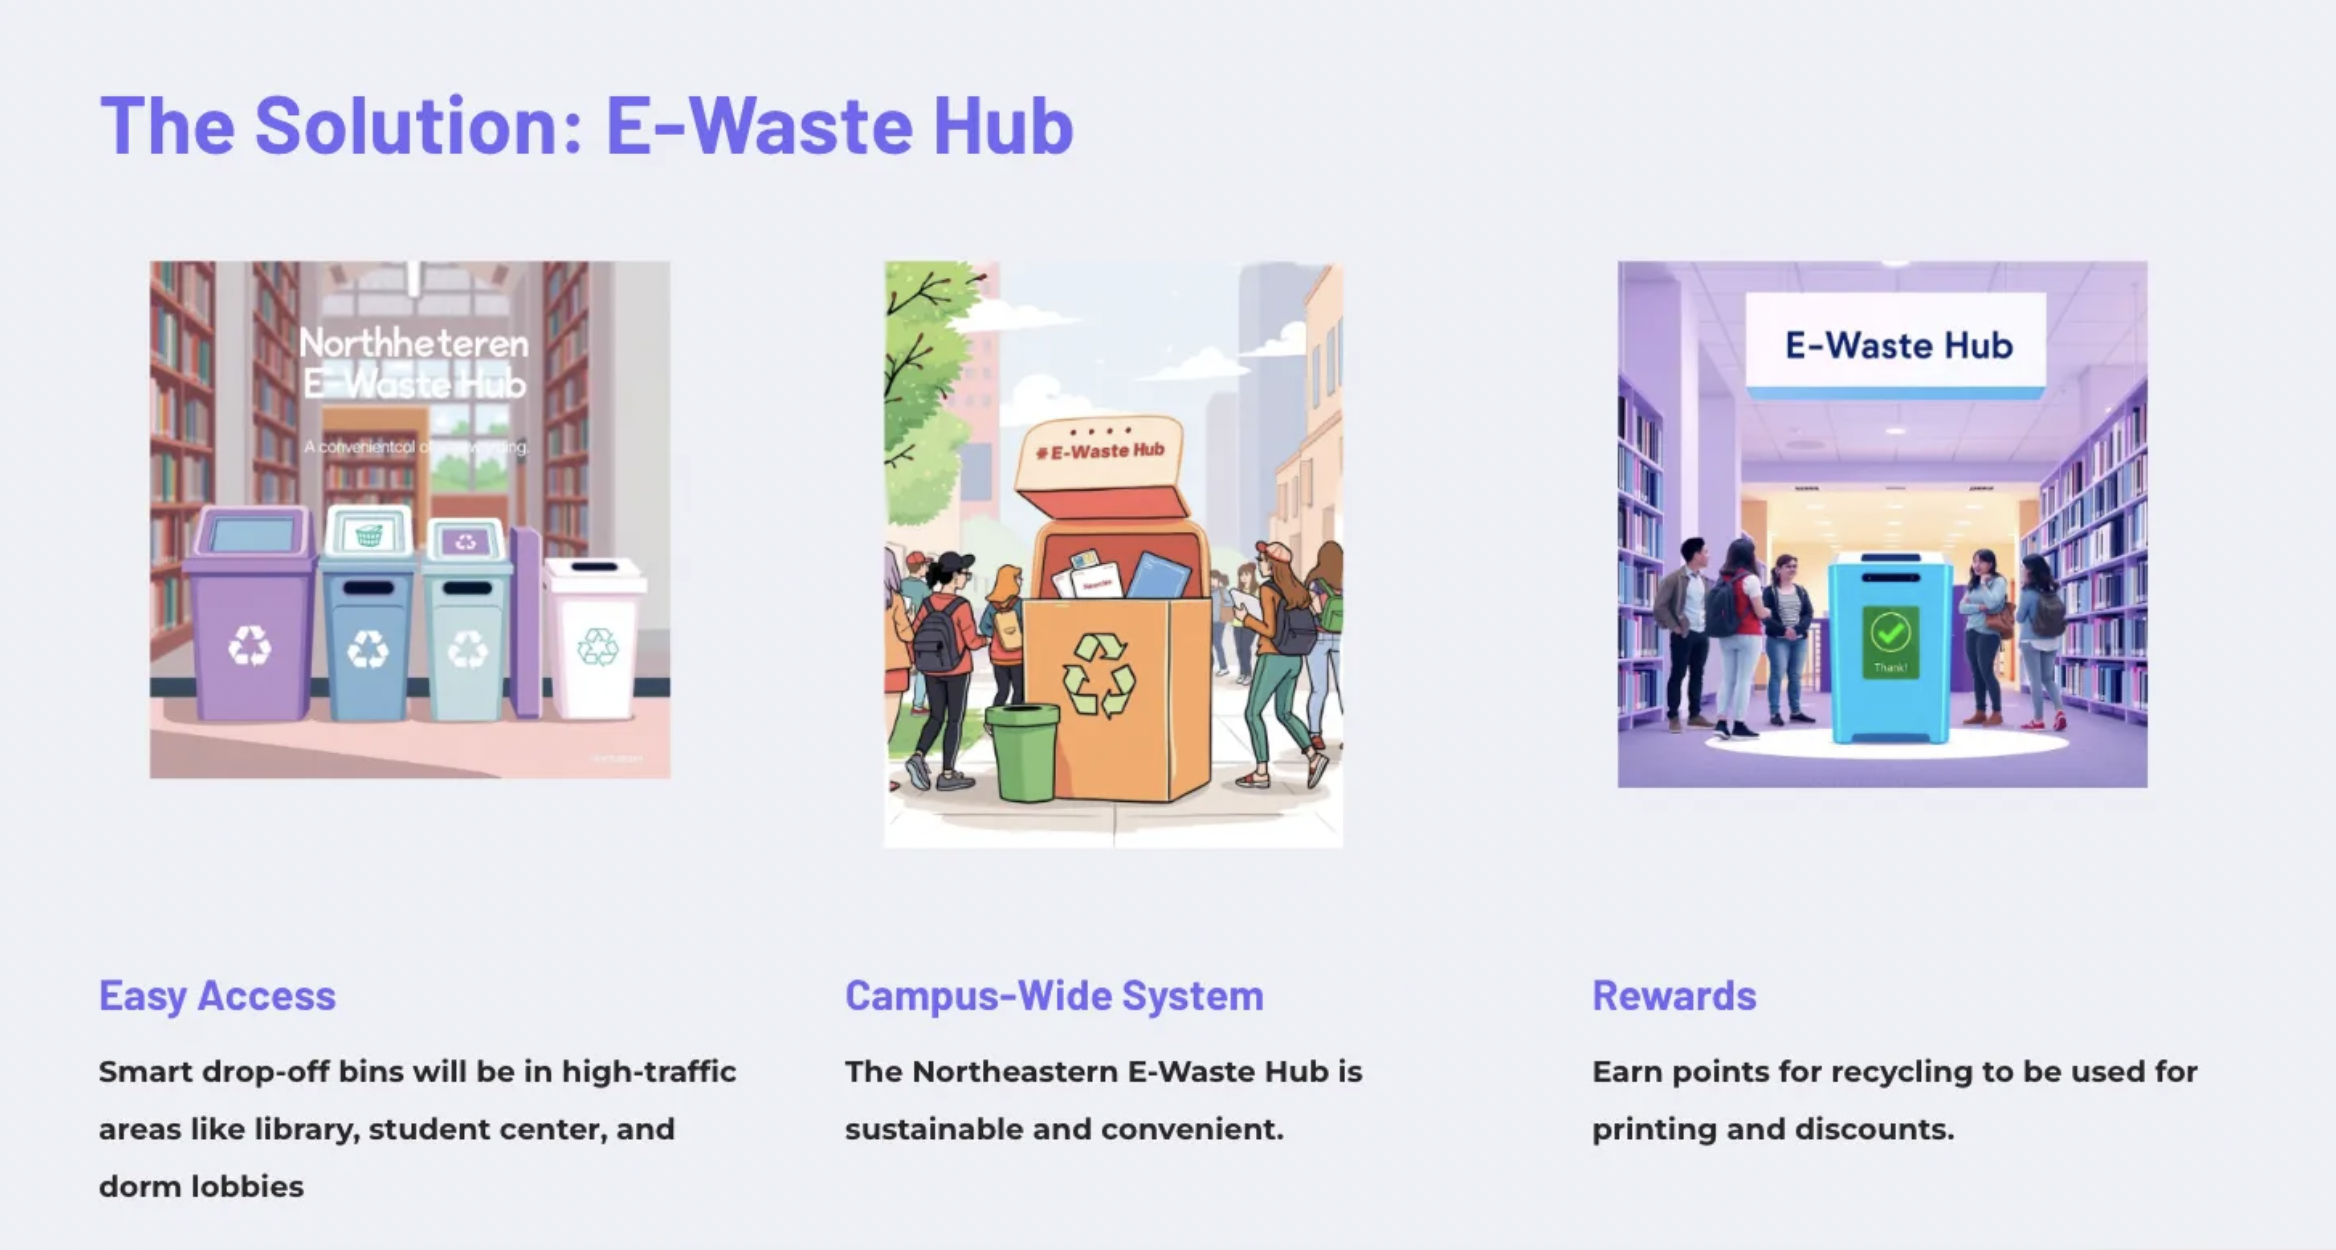 The Solution: E-Waste Hub
Northheteren
E-Waste Hub
A convenientcol
#E-Waste Hub
E-Waste Hub
Thank!
Easy Access
Smart drop-off bins will be in high-traffic
areas like library, student center, and
dorm lobbies
Campus-Wide System
The Northeastern E-Waste Hub is
sustainable and convenient.
Rewards
Earn points for recycling to be used for
printing and discounts.